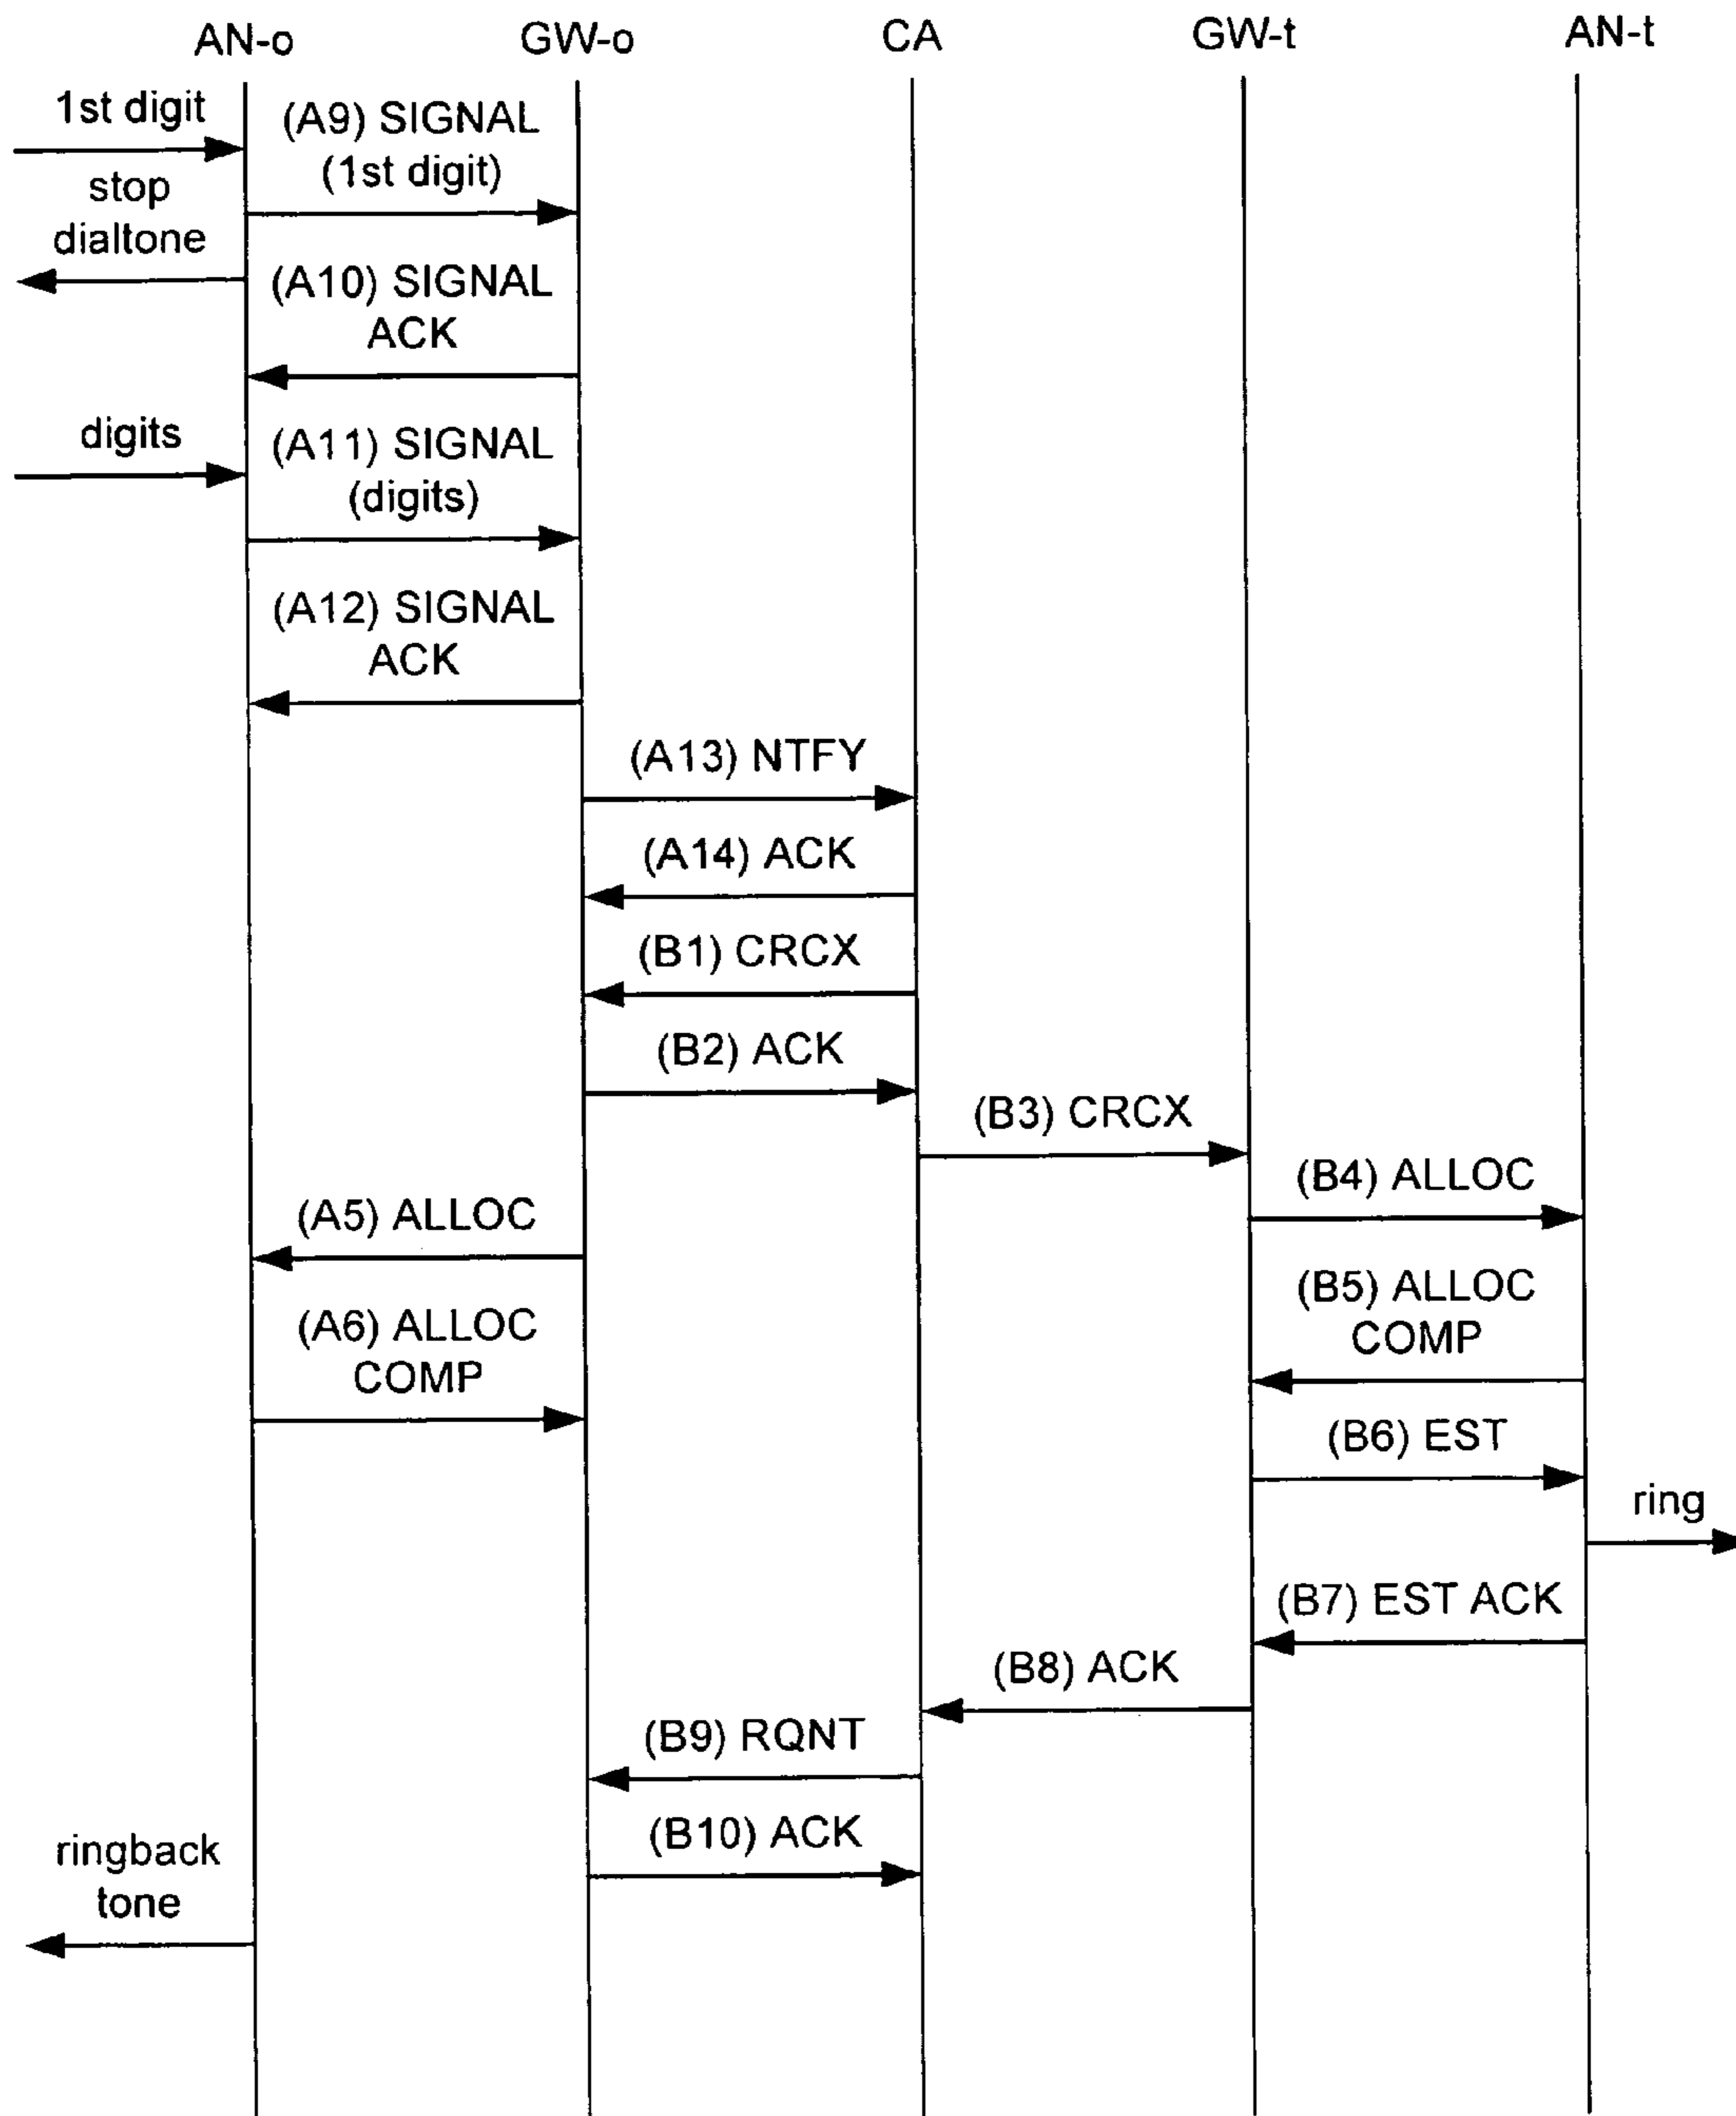 AN-o GW-o CA GW-t AN-t
1st digit
(A9) SIGNAL
(1st digit)
stop
dialtone
(A10) SIGNAL
ACK
digits
(A11) SIGNAL
(digits)
(A12) SIGNAL
ACK
(A13) NTFY
(A14) ACK
(B1) CRCX
(B2) ACK
(B3) CRCX
(B4) ALLOC
(A5) ALLOC
(B5) ALLOC
COMP
(A6) ALLOC
COMP
(B6) EST
ring
(B7) EST ACK
(B8) ACK
(B9) RQNT
(B10) ACK
ringback
tone